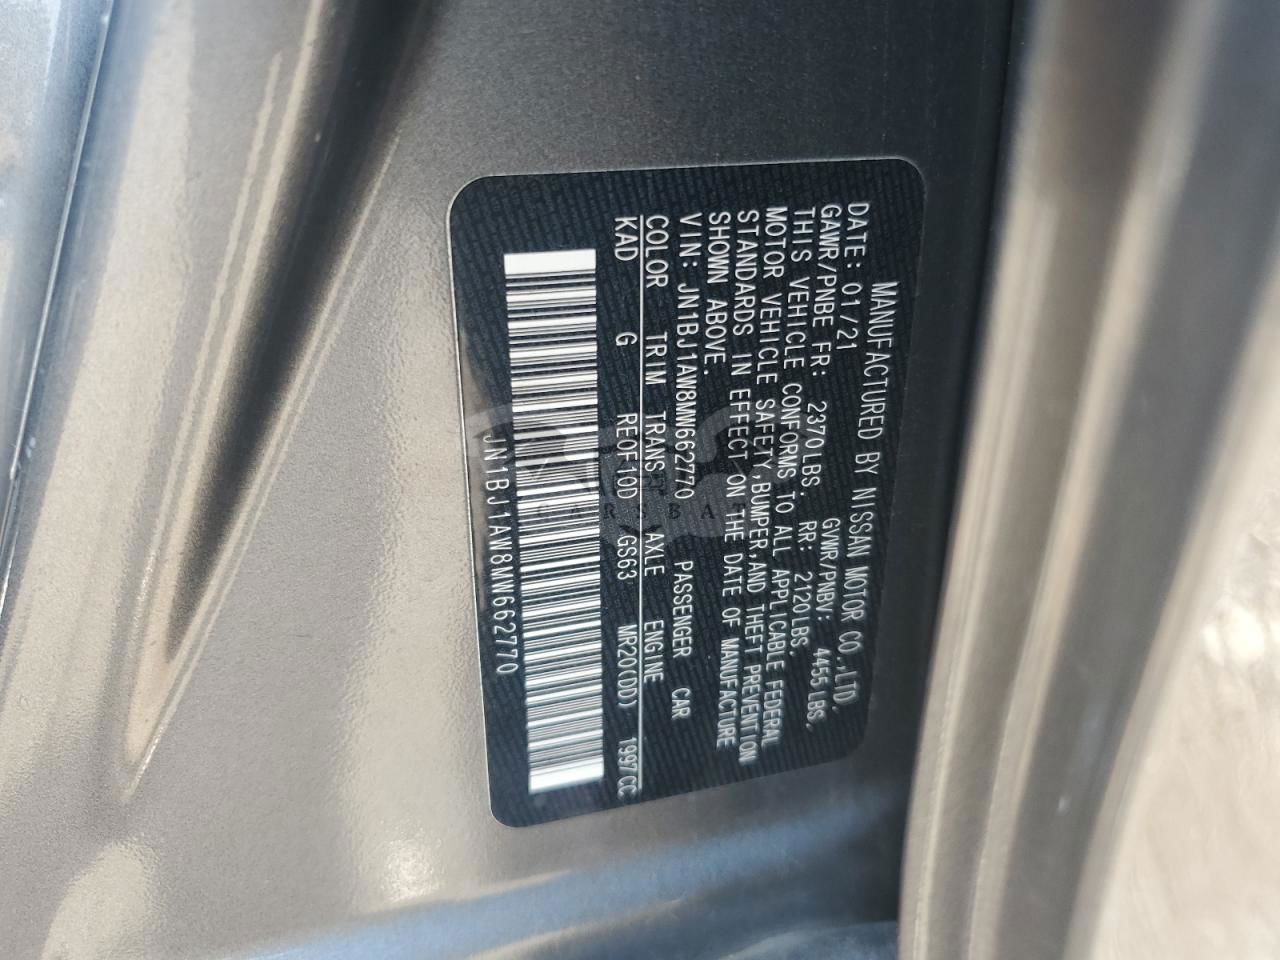 MANUFACTURED BY NISSAN MOTOR CO.,LTD.
DATE: 01/21 GVWR/PNBV: 4455LBS.
GAWR/PNBE FR: 2370LBS. RR: 2120LBS.
THIS VEHICLE CONFORMS TO ALL APPLICABLE FEDERAL
MOTOR VEHICLE SAFETY,BUMPER,AND THEFT PREVENTION
STANDARDS IN EFFECT ON THE DATE OF MANUFACTURE
SHOWN ABOVE.
VIN: JN1BJ1AW8MW662770 PASSENGER CAR
COLOR TRIM TRANS AXLE ENGINE
KAD G RE0F10D GS63 MR20(DD) 1997CC
JN1BJ1AW8MW662770